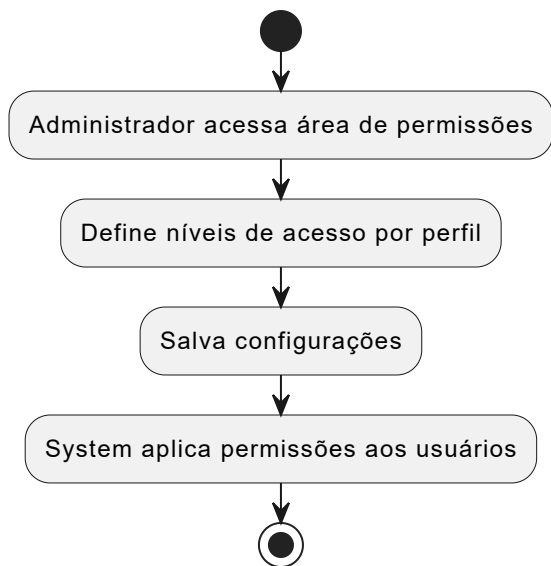 Administrador acessa área de permissões
Define níveis de acesso por perfil
Salva configurações
System aplica permissões aos usuários